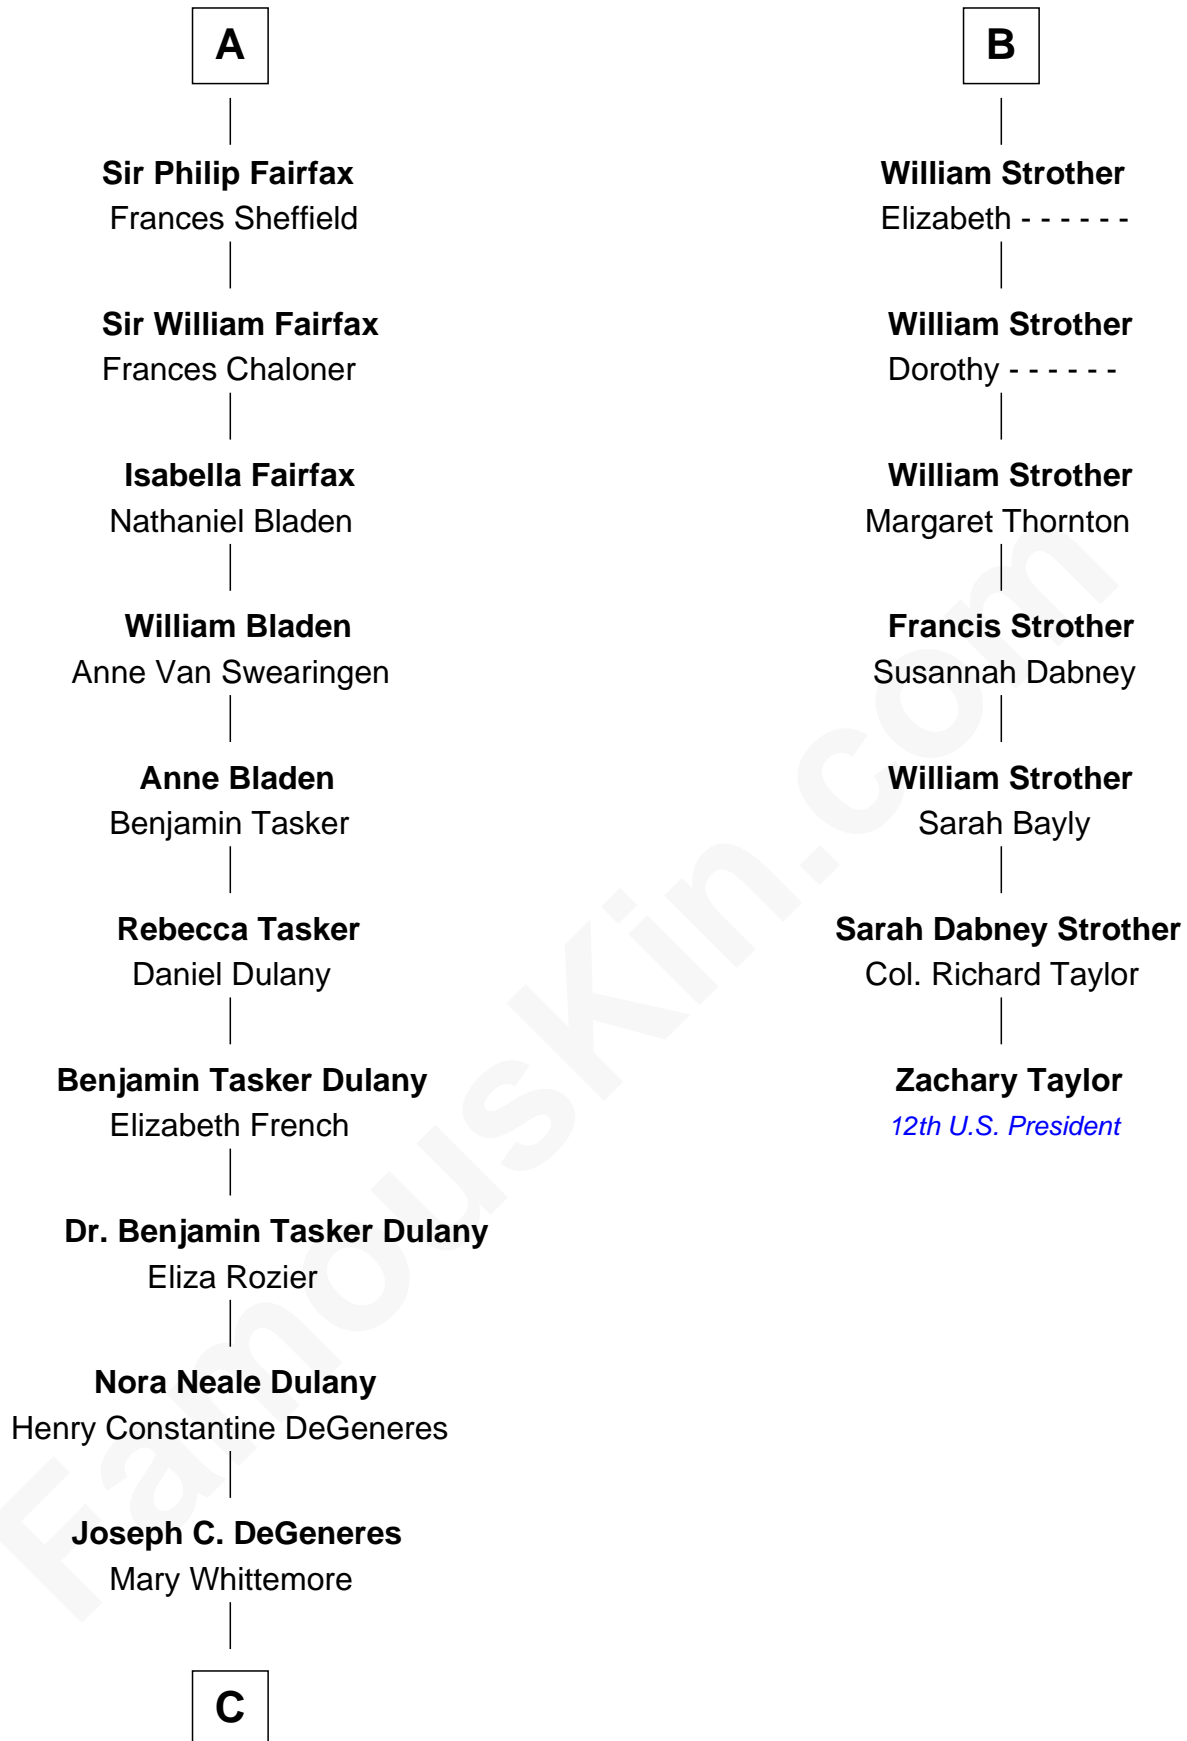 A
Sir Philip Fairfax
Frances Sheffield
Sir William Fairfax
Frances Chaloner
Isabella Fairfax
Nathaniel Bladen
William Bladen
Anne Van Swearingen
Anne Bladen
Benjamin Tasker
Rebecca Tasker
Daniel Dulany
Benjamin Tasker Dulany
Elizabeth French
Dr. Benjamin Tasker Dulany
Eliza Rozier
Nora Neale Dulany
Henry Constantine DeGeneres
Joseph C. DeGeneres
Mary Whittemore
C
B
William Strother
Elizabeth - - - - - -
William Strother
Dorothy - - - - - -
William Strother
Margaret Thornton
Francis Strother
Susannah Dabney
William Strother
Sarah Bayly
Sarah Dabney Strother
Col. Richard Taylor
Zachary Taylor
12th U.S. President
FamousKin.com